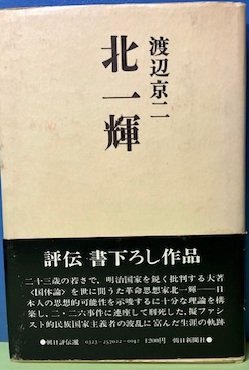 渡辺京二
北一輝
評伝 書下ろし作品
二十三歳の若さで，明治国家を鋭く批判する大著
〈国体論〉を世に問うた革命思想家北一輝――日
本人の思想的可能性を示唆するに十分な理論を構
築し，二・二六事件に連座して刑死した，擬ファシ
スト的民族国家主義者の波乱に富んだ生涯の軌跡
朝日評伝選
1200円 朝日新聞社